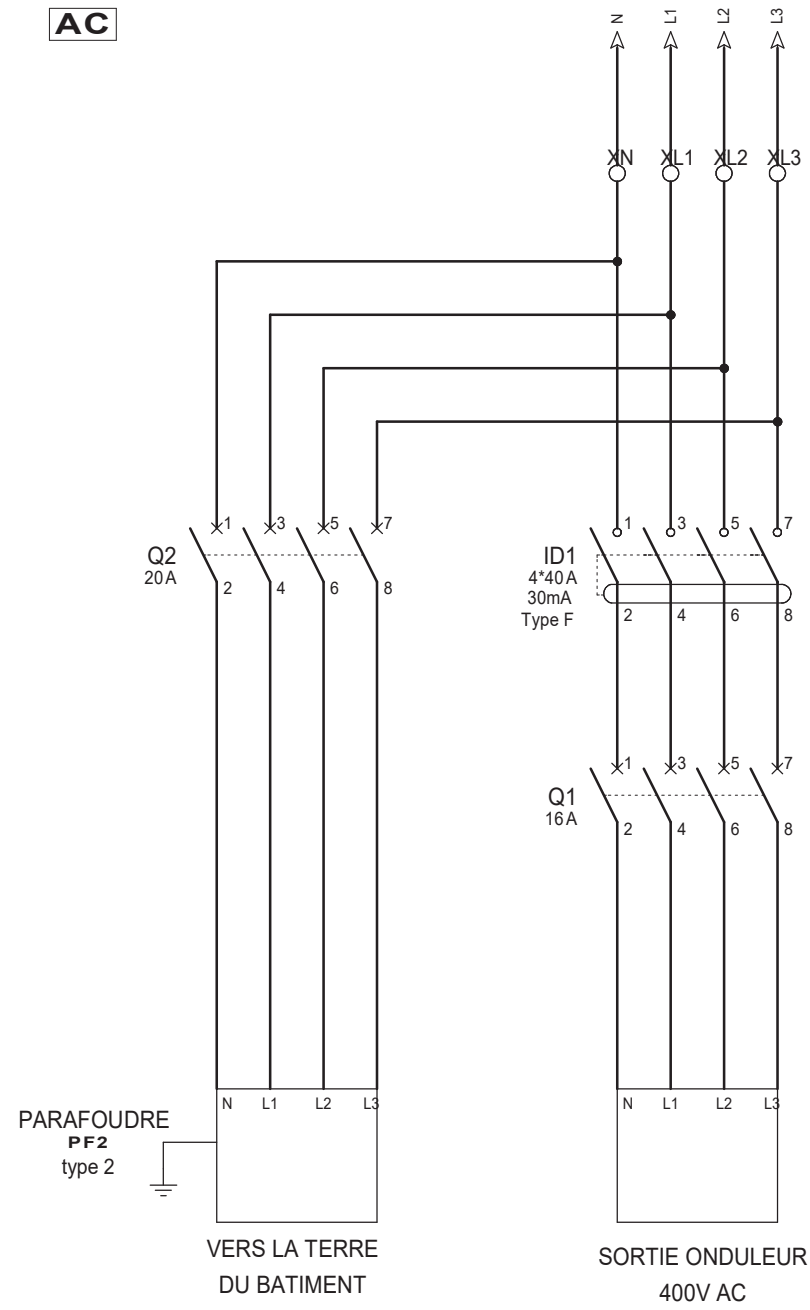 AC
N L1 L2 L3
XN XL1 XL2 XL3
1 3 5 7
Q2
20A
2 4 6 8
1 3 5 7
ID1
4*40A
30mA
Type F
2 4 6 8
1 3 5 7
Q1
16A
2 4 6 8
N L1 L2 L3
N L1 L2 L3
PARAFOUDRE
PF2
type 2
VERS LA TERRE
DU BATIMENT
SORTIE ONDULEUR
400V AC